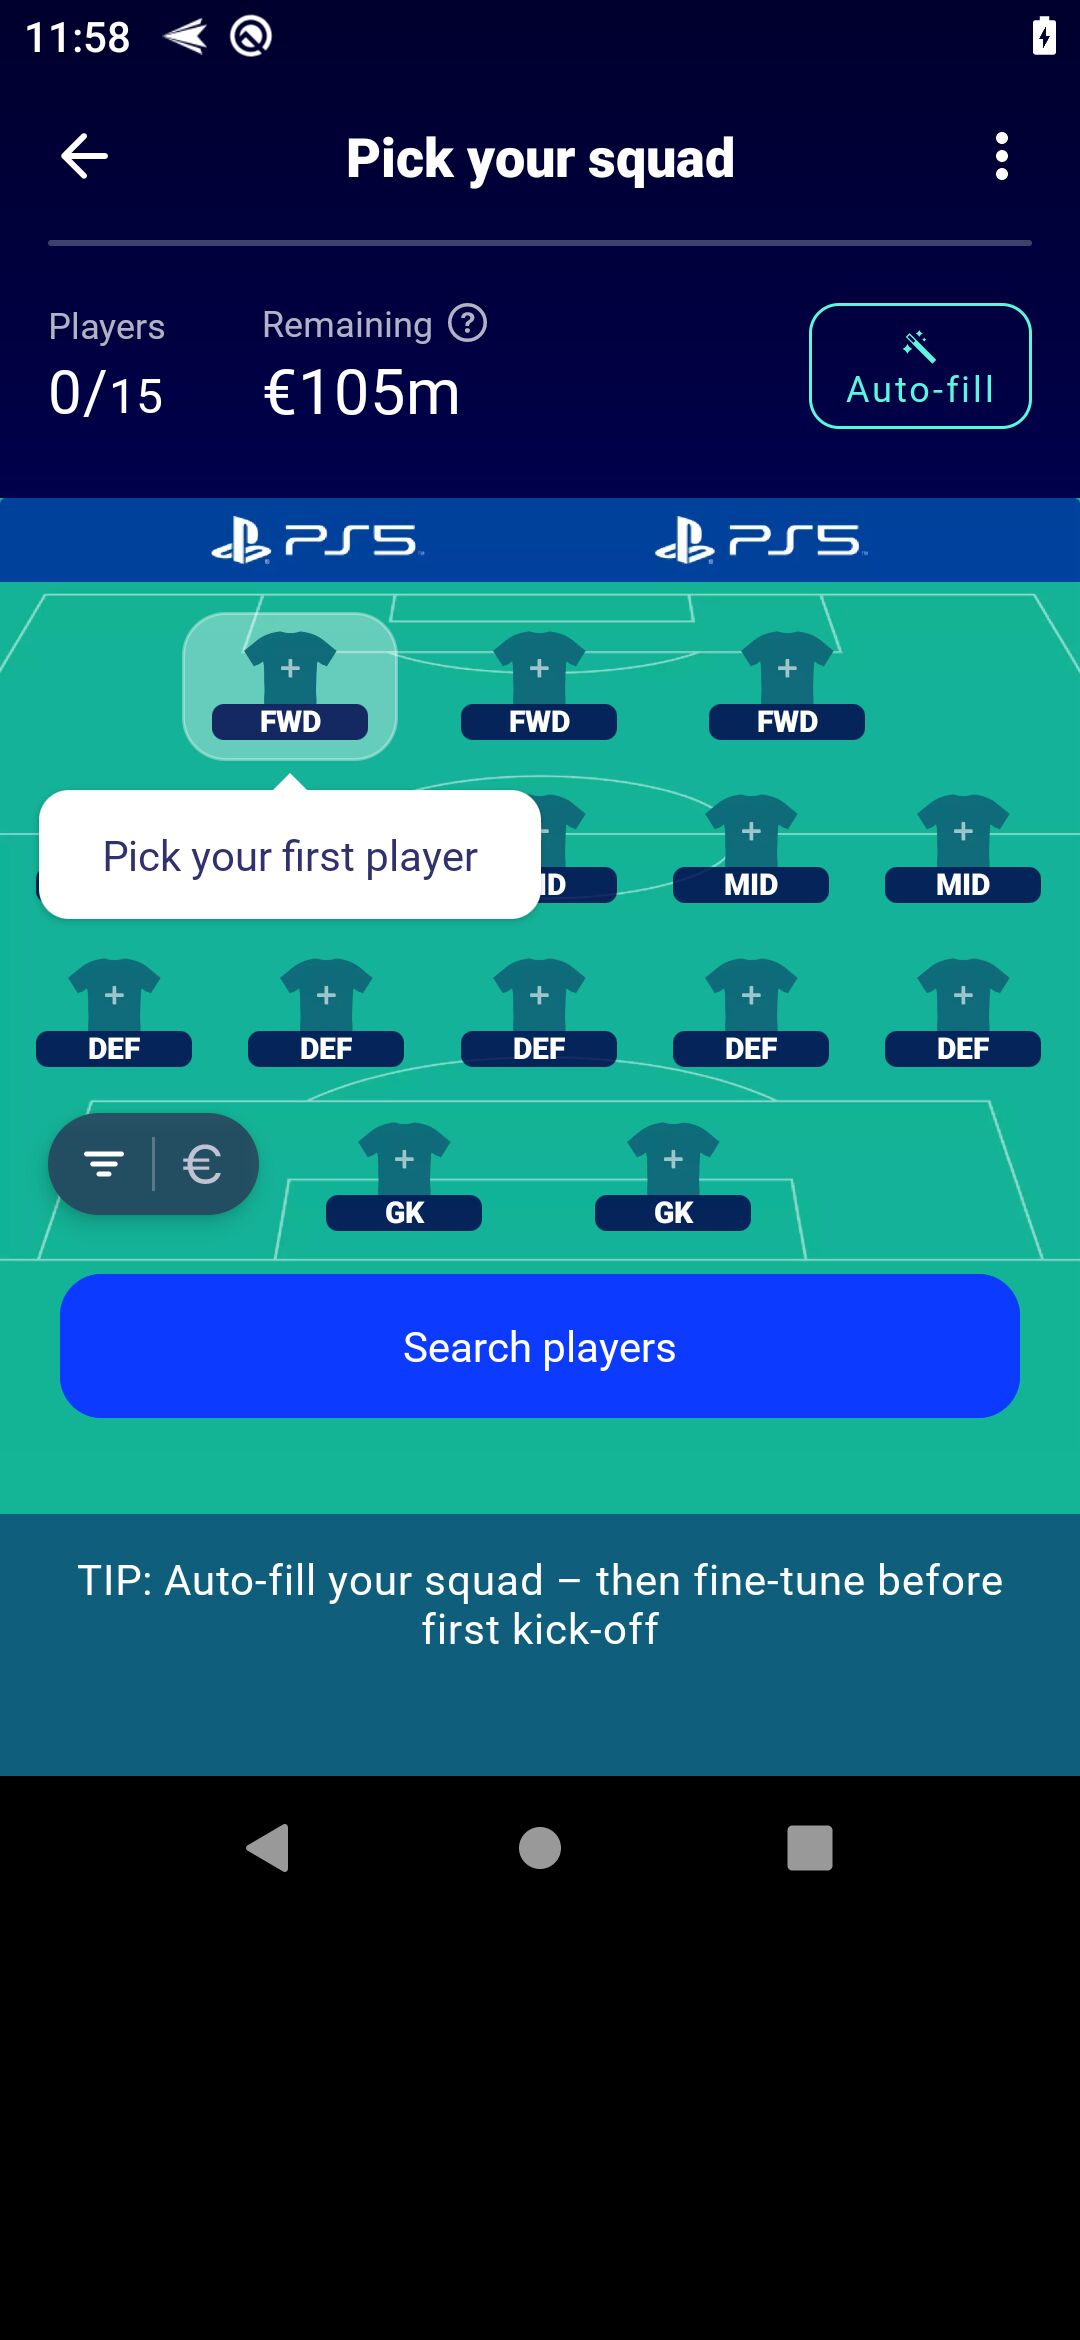 11:58
Pick your squad
Players
Remaining ?
0/15
€105m
Auto-fill
PS5 PS5
FWD FWD FWD
Pick your first player
MID MID
DEF DEF DEF DEF DEF
€
GK GK
Search players
TIP: Auto-fill your squad – then fine-tune before
first kick-off